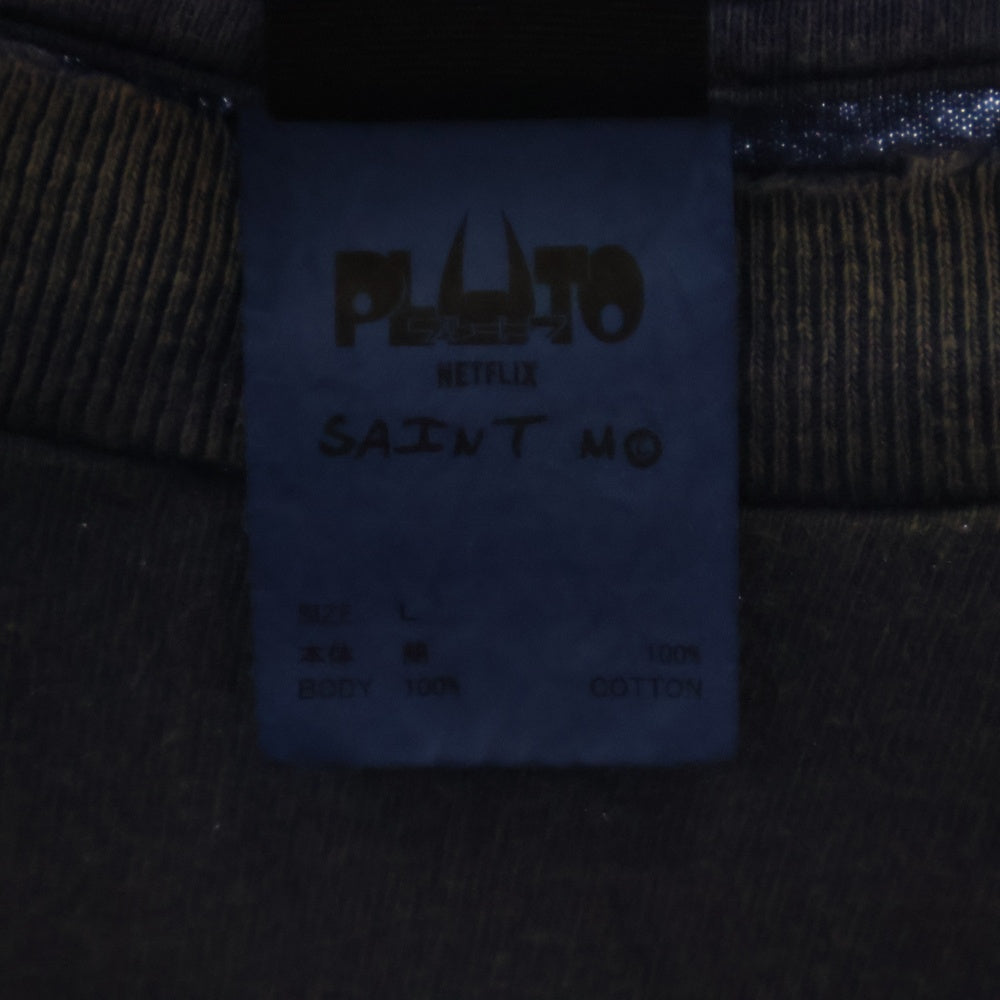 PLUTO
NETFLIX
SAINT M©
SIZE L
本体 綿 100%
BODY 100% COTTON